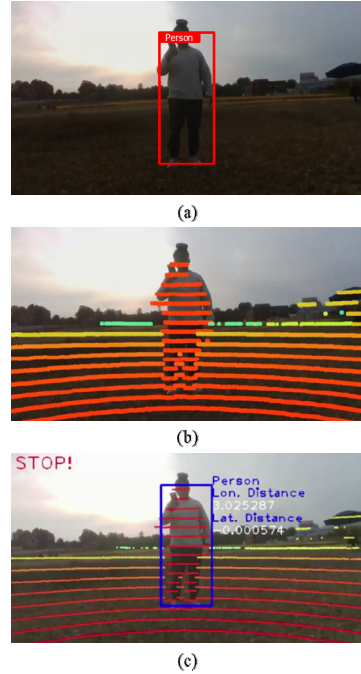 Person
(a)
(b)
STOP!
Person
Lon. Distance
3.025287
Lat. Distance
-0.000574
(c)